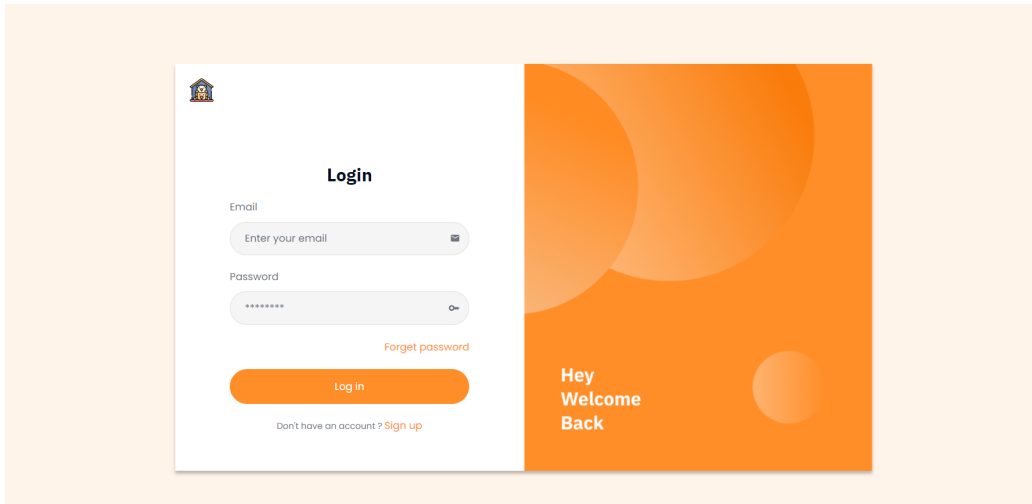 Login
Email
Enter your email
Password
********
Forget password
Log in
Don't have an account ? Sign up
Hey
Welcome
Back